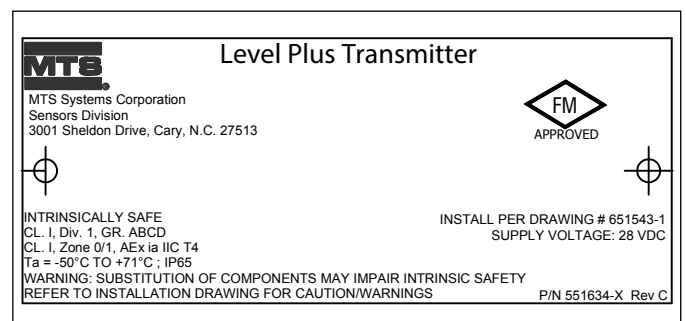 Level Plus Transmitter
MTS
MTS Systems Corporation
Sensors Division
3001 Sheldon Drive, Cary, N.C. 27513
FM
APPROVED
INTRINSICALLY SAFE
CL. I, Div. 1, GR. ABCD
CL. I, Zone 0/1, AEx ia IIC T4
Ta = -50°C TO +71°C ; IP65
INSTALL PER DRAWING # 651543-1
SUPPLY VOLTAGE: 28 VDC
WARNING: SUBSTITUTION OF COMPONENTS MAY IMPAIR INTRINSIC SAFETY
REFER TO INSTALLATION DRAWING FOR CAUTION/WARNINGS
P/N 551634-X Rev C